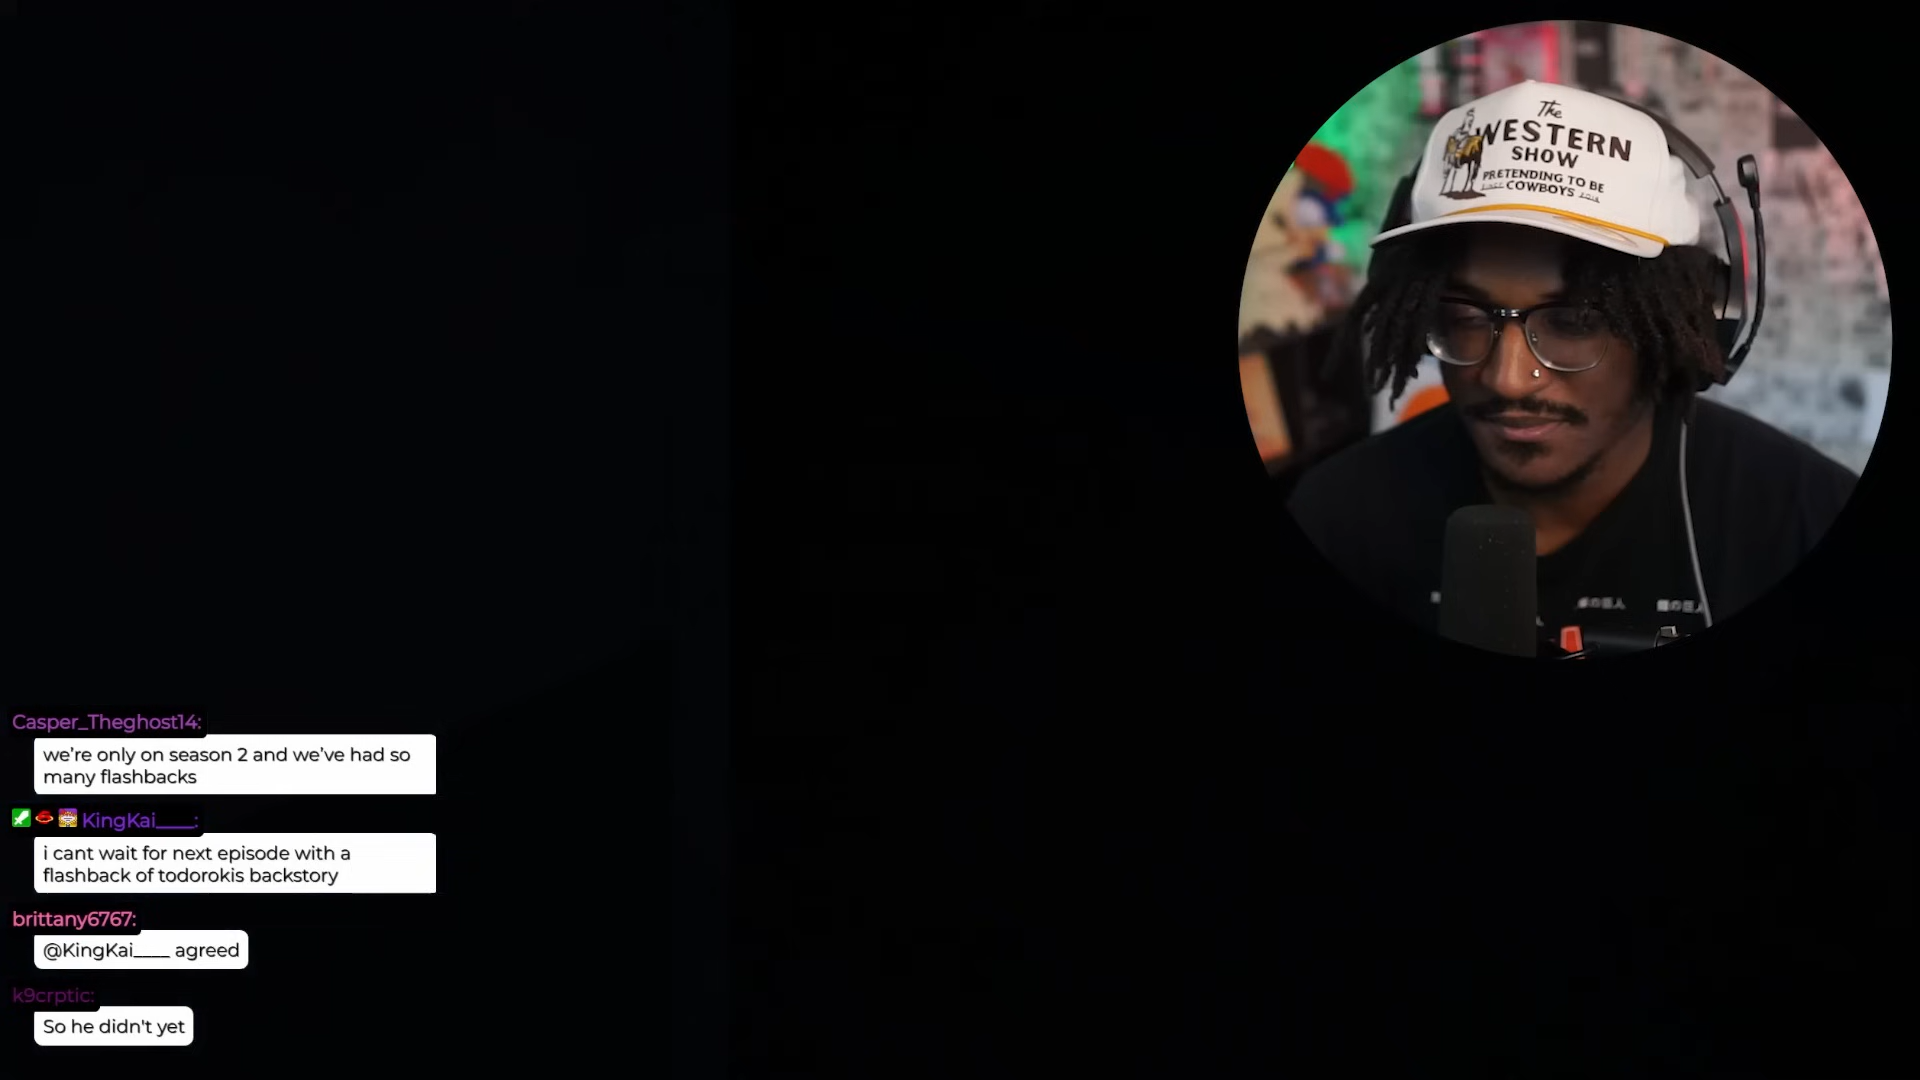 The
WESTERN
SHOW
PRETENDING TO BE
SINCE COWBOYS 2018
Casper_Theghost14:
we're only on season 2 and we've had so
many flashbacks
KingKai____:
i cant wait for next episode with a
flashback of todorokis backstory
brittany6767:
@KingKai____ agreed
k9crptic:
So he didn't yet